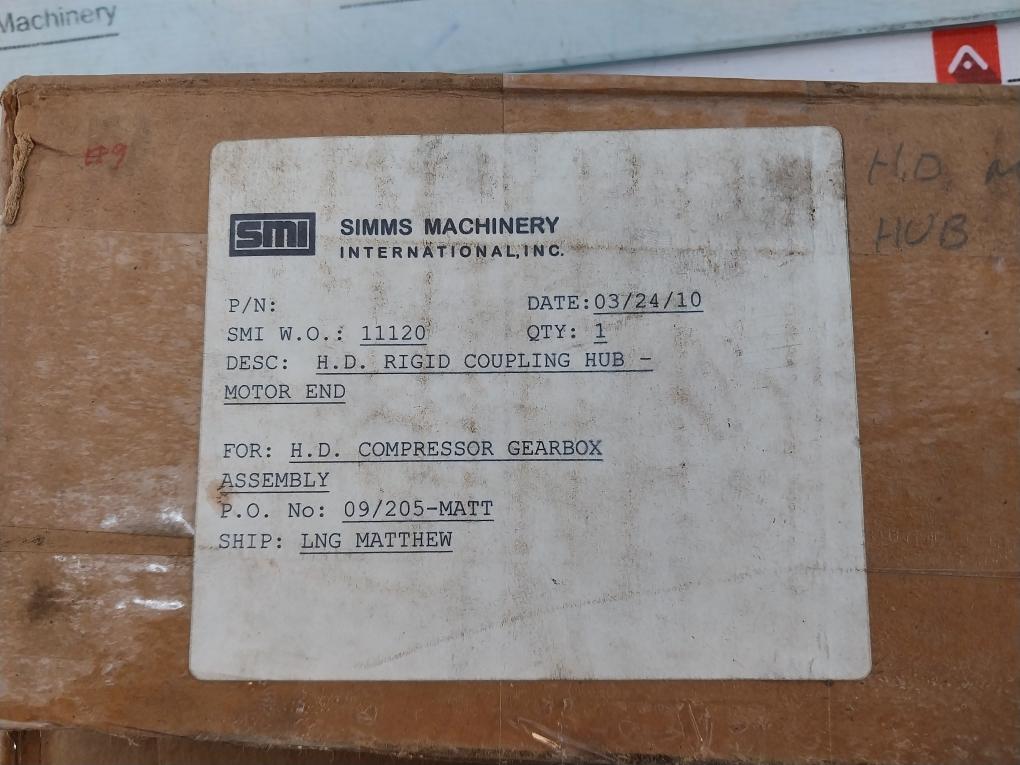 Machinery
#9
H.D.
HUB
SMI SIMMS MACHINERY
INTERNATIONAL, INC.
P/N: DATE: 03/24/10
SMI W.O.: 11120 QTY: 1
DESC: H.D. RIGID COUPLING HUB -
MOTOR END
FOR: H.D. COMPRESSOR GEARBOX
ASSEMBLY
P.O. No: 09/205-MATT
SHIP: LNG MATTHEW